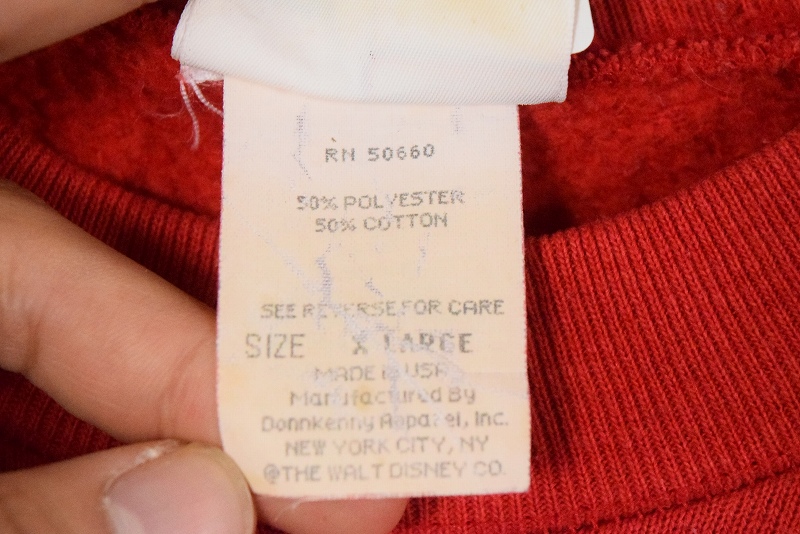 RN 50660
50% POLYESTER
50% COTTON
SEE REVERSE FOR CARE
SIZE X LARGE
MADE IN USA
Manufactured By
Donnkenny Apparel, Inc.
NEW YORK CITY, NY
©THE WALT DISNEY CO.